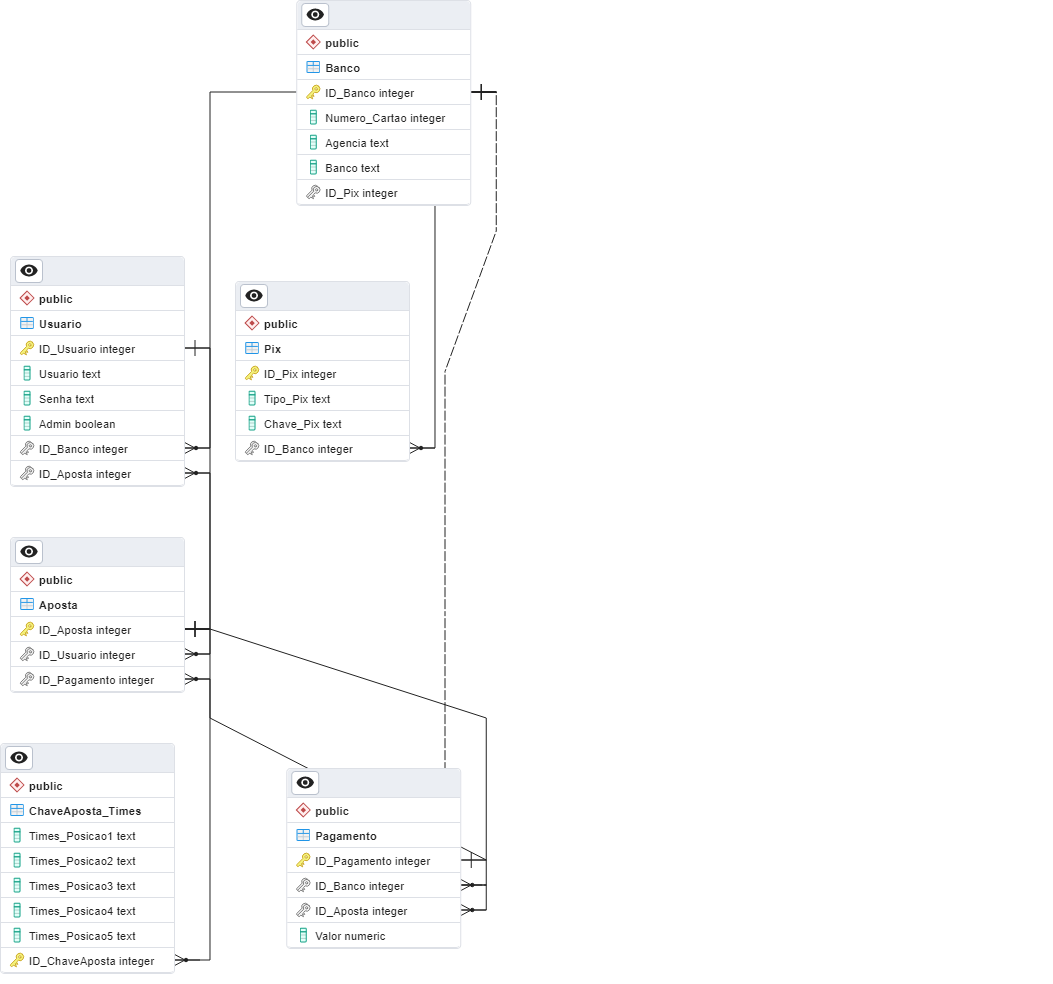 public
Banco
ID_Banco integer
Numero_Cartao integer
Agencia text
Banco text
ID_Pix integer
public
Usuario
ID_Usuario integer
Usuario text
Senha text
Admin boolean
ID_Banco integer
ID_Aposta integer
public
Pix
ID_Pix integer
Tipo_Pix text
Chave_Pix text
ID_Banco integer
public
Aposta
ID_Aposta integer
ID_Usuario integer
ID_Pagamento integer
public
ChaveAposta_Times
Times_Posicao1 text
Times_Posicao2 text
Times_Posicao3 text
Times_Posicao4 text
Times_Posicao5 text
ID_ChaveAposta integer
public
Pagamento
ID_Pagamento integer
ID_Banco integer
ID_Aposta integer
Valor numeric